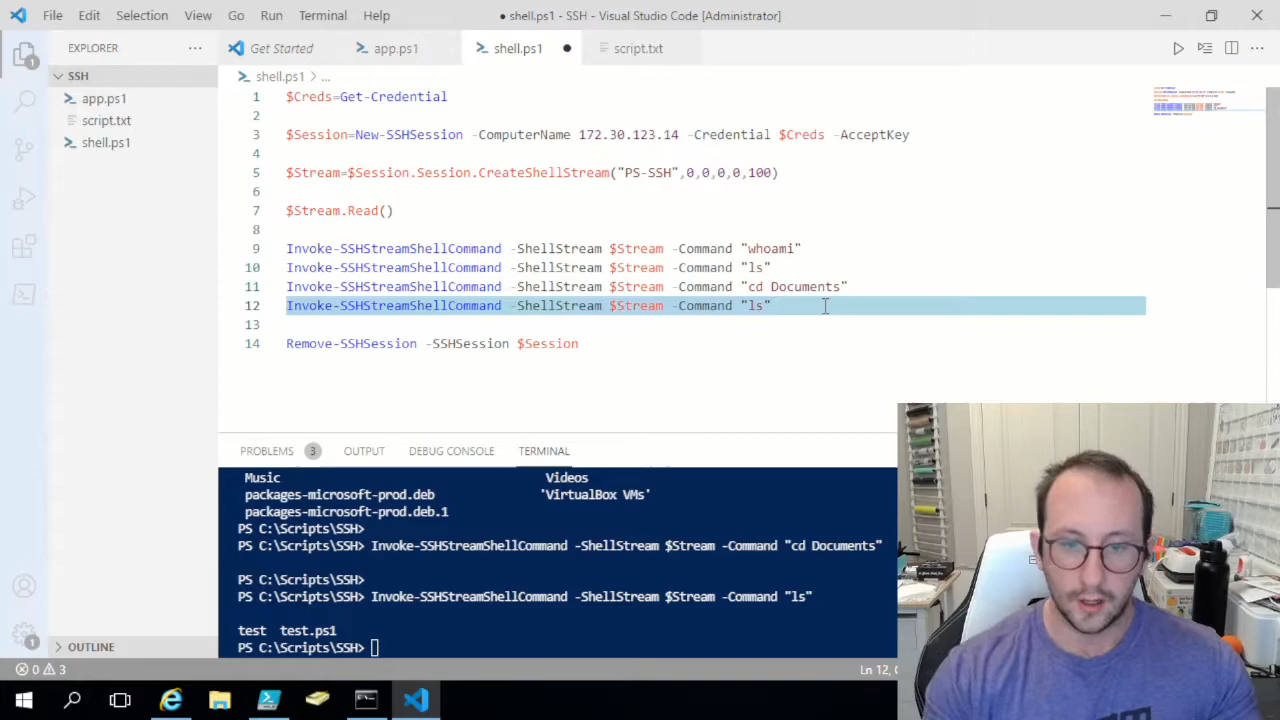 File Edit Selection View Go Run Terminal Help ● shell.ps1 - SSH - Visual Studio Code [Administrator]
EXPLORER ···
Get Started app.ps1 shell.ps1 ● script.txt
SSH
shell.ps1 > ...
app.ps1
script.txt
shell.ps1
1 $Creds=Get-Credential
2
3 $Session=New-SSHSession -ComputerName 172.30.123.14 -Credential $Creds -AcceptKey
4
5 $Stream=$Session.Session.CreateShellStream("PS-SSH",0,0,0,0,100)
6
7 $Stream.Read()
8
9 Invoke-SSHStreamShellCommand -ShellStream $Stream -Command "whoami"
10 Invoke-SSHStreamShellCommand -ShellStream $Stream -Command "ls"
11 Invoke-SSHStreamShellCommand -ShellStream $Stream -Command "cd Documents"
12 Invoke-SSHStreamShellCommand -ShellStream $Stream -Command "ls"
13
14 Remove-SSHSession -SSHSession $Session
PROBLEMS 3 OUTPUT DEBUG CONSOLE TERMINAL
Music Videos
packages-microsoft-prod.deb 'VirtualBox VMs'
packages-microsoft-prod.deb.1
PS C:\Scripts\SSH>
PS C:\Scripts\SSH> Invoke-SSHStreamShellCommand -ShellStream $Stream -Command "cd Documents"
PS C:\Scripts\SSH>
PS C:\Scripts\SSH> Invoke-SSHStreamShellCommand -ShellStream $Stream -Command "ls"
test test.ps1
PS C:\Scripts\SSH>
1
1
OUTLINE
0 3
Ln 12, C